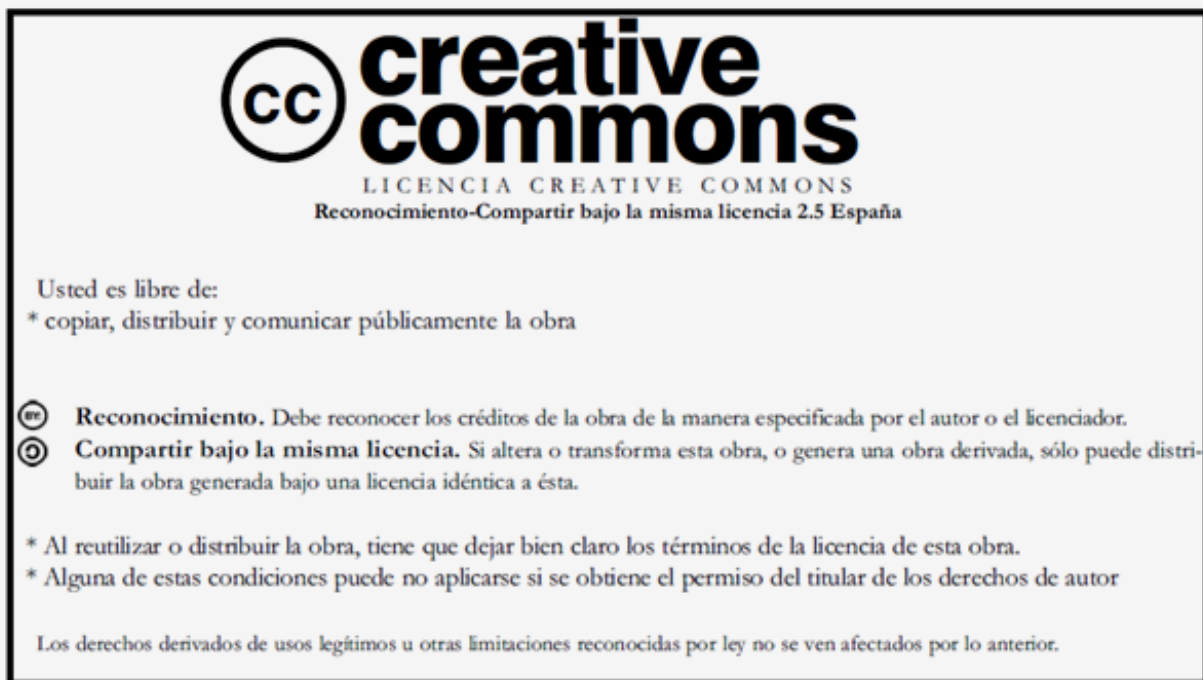 cc creative
commons
LICENCIA CREATIVE COMMONS
Reconocimiento-Compartir bajo la misma licencia 2.5 España
Usted es libre de:
* copiar, distribuir y comunicar públicamente la obra
BY: Reconocimiento. Debe reconocer los créditos de la obra de la manera especificada por el autor o el licenciador.
Compartir bajo la misma licencia. Si altera o transforma esta obra, o genera una obra derivada, sólo puede distri-
buir la obra generada bajo una licencia idéntica a ésta.
* Al reutilizar o distribuir la obra, tiene que dejar bien claro los términos de la licencia de esta obra.
* Alguna de estas condiciones puede no aplicarse si se obtiene el permiso del titular de los derechos de autor
Los derechos derivados de usos legítimos u otras limitaciones reconocidas por ley no se ven afectados por lo anterior.